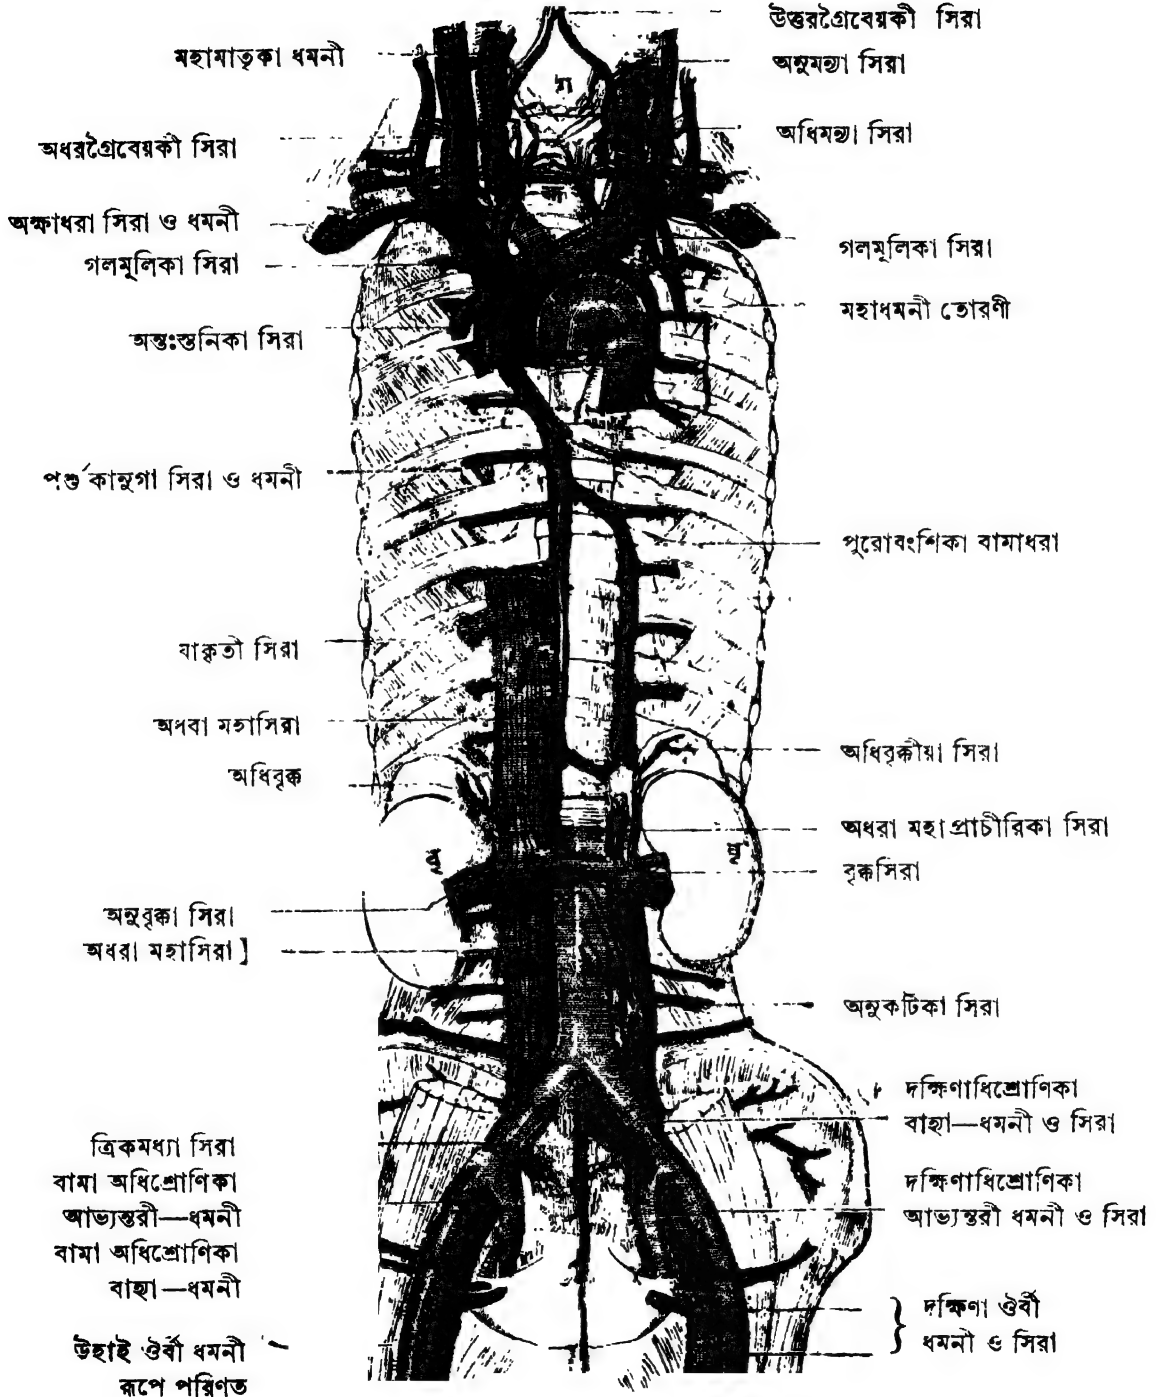 উত্তরগ্রৈবেয়কী সিরা
মহামাতৃকা ধমনী
অনুমন্যা সিরা
গ্র
অধিমন্যা সিরা
অধরগ্রৈবেয়কী সিরা
অক্ষাধরা সিরা ও ধমনী
গলমূলিকা সিরা
গলমূলিকা সিরা
মহাধমনী তোরণী
অন্তঃস্তনিকা সিরা
পর্শুকানুগা সিরা ও ধমনী
পুরোবংশিকা বামাধরা
যাকৃতী সিরা
অধরা মহাসিরা
অধিবৃক্ক
অধিবৃক্কীয়া সিরা
অধরা মহাপ্রাচীরিকা সিরা
বৃ
বৃ
বৃক্কসিরা
অনুবৃক্কা সিরা
অধরা মহাসিরা]
অনুকটিকা সিরা
দক্ষিণাধিশ্রোণিকা
বাহ্যা—ধমনী ও সিরা
ত্রিকমধ্যা সিরা
বামা অধিশ্রোণিকা
আভ্যন্তরী—ধমনী
বামা অধিশ্রোণিকা
বাহ্যা—ধমনী
দক্ষিণাধিশ্রোণিকা
আভ্যন্তরী ধমনী ও সিরা
দক্ষিণা ঔর্বী
ধমনী ও সিরা
উহাই ঔর্বী ধমনী
রূপে পরিণত